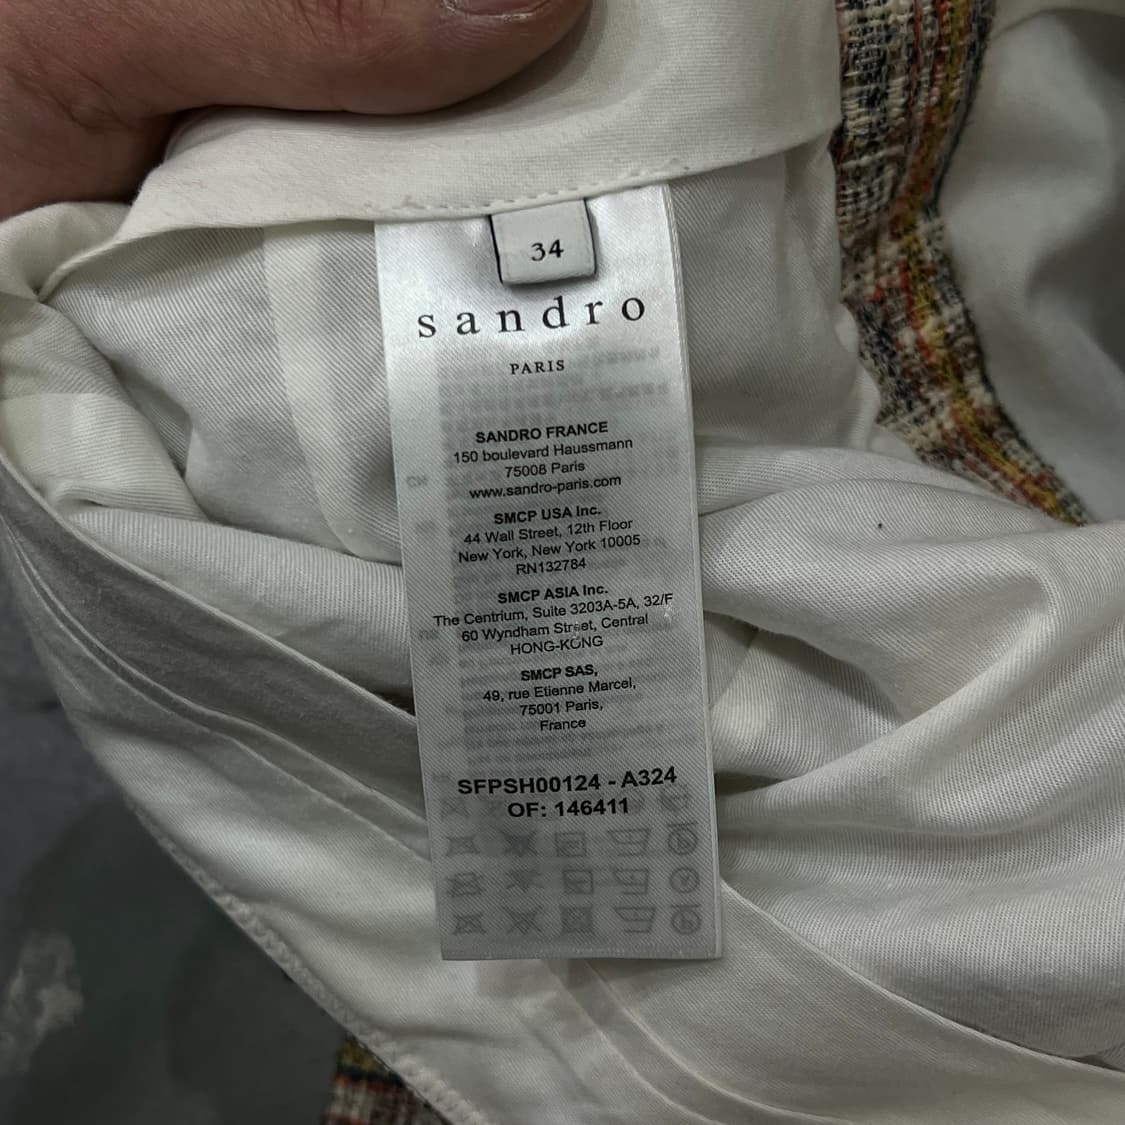 34
sandro
PARIS
SANDRO FRANCE
150 boulevard Haussmann
75008 Paris
www.sandro-paris.com
SMCP USA Inc.
44 Wall Street, 12th Floor
New York, New York 10005
RN132784
SMCP ASIA Inc.
The Centrium, Suite 3203A-5A, 32/F
60 Wyndham Street, Central
HONG-KONG
SMCP SAS,
49, rue Etienne Marcel,
75001 Paris,
France
SFPSH00124 - A324
OF: 146411